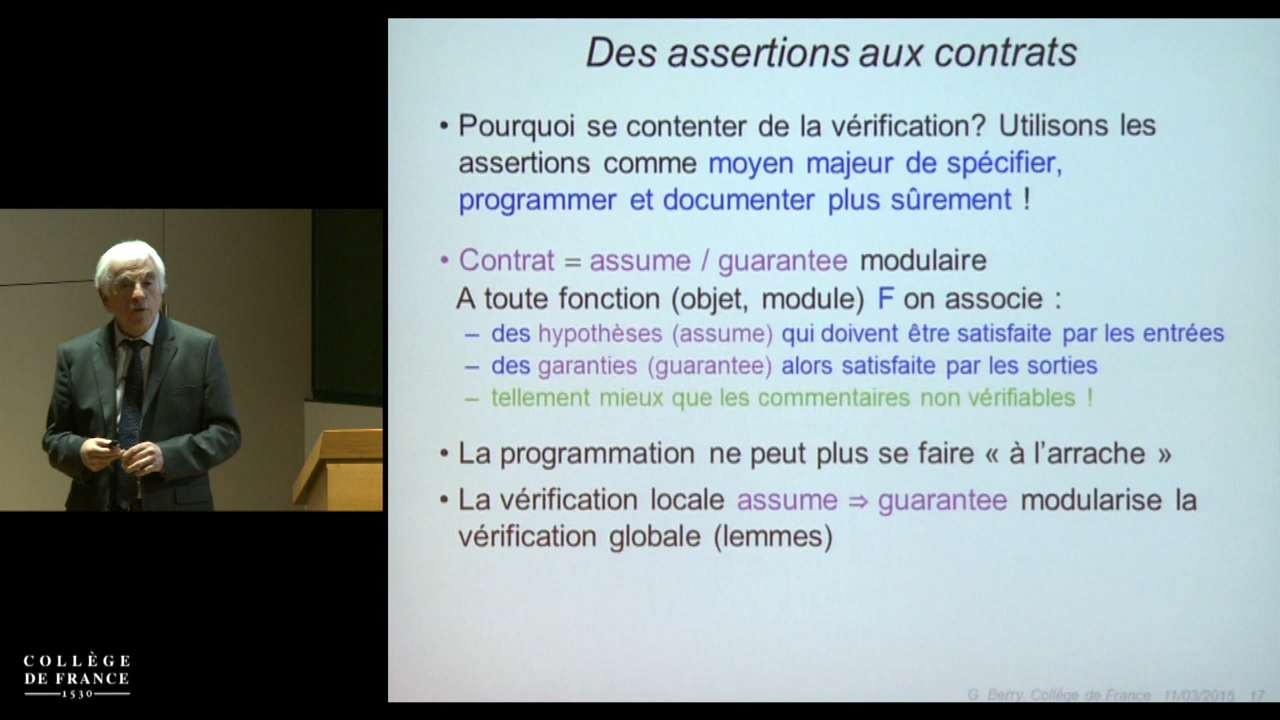 Des assertions aux contrats
• Pourquoi se contenter de la vérification? Utilisons les
assertions comme moyen majeur de spécifier,
programmer et documenter plus sûrement !
• Contrat = assume / guarantee modulaire
A toute fonction (objet, module) F on associe :
– des hypothèses (assume) qui doivent être satisfaite par les entrées
– des garanties (guarantee) alors satisfaite par les sorties
– tellement mieux que les commentaires non vérifiables !
• La programmation ne peut plus se faire « à l'arrache »
• La vérification locale assume ⇒ guarantee modularise la
vérification globale (lemmes)
COLLÈGE
DE FRANCE
1530
G. Berry, Collège de France 11/03/2015 17